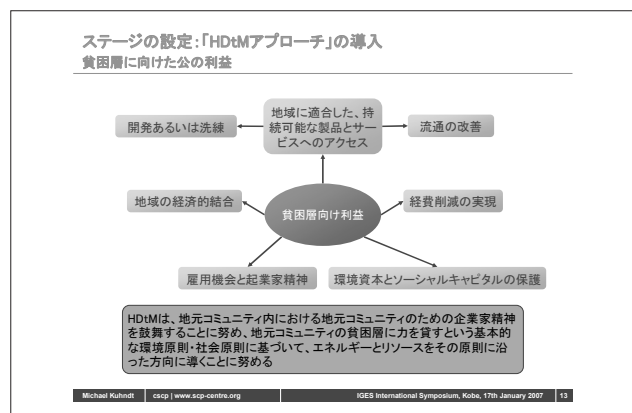 ステージの設定：「HDtMアプローチ」の導入
貧困層に向けた公の利益
開発あるいは洗練
地域に適合した、持
続可能な製品とサー
ビスへのアクセス
流通の改善
地域の経済的結合
貧困層向け利益
経費削減の実現
雇用機会と起業家精神
環境資本とソーシャルキャピタルの保護
HDtMは、地元コミュニティ内における地元コミュニティのための企業家精神
を鼓舞することに努め、地元コミュニティの貧困層に力を貸すという基本的
な環境原則・社会原則に基づいて、エネルギーとリソースをその原則に沿
った方向に導くことに努める
Michael Kuhndt cscp | www.scp-centre.org IGES International Symposium, Kobe, 17th January 2007 13